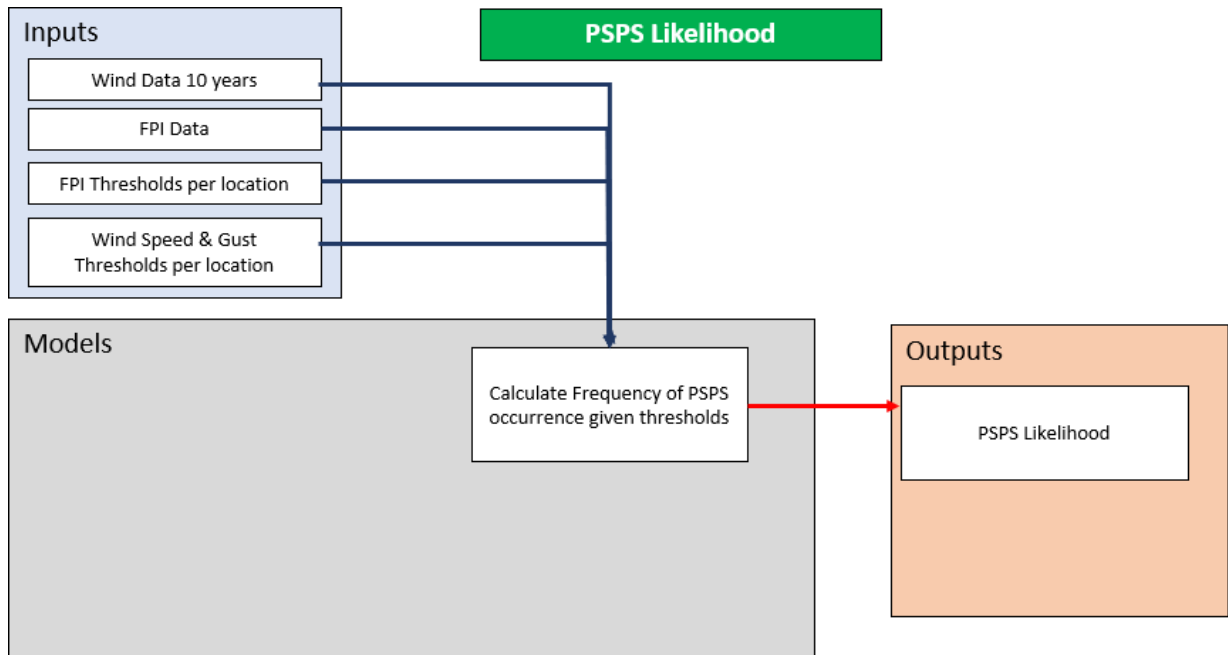 Inputs
PSPS Likelihood
Wind Data 10 years
FPI Data
FPI Thresholds per location
Wind Speed & Gust
Thresholds per location
Models
Calculate Frequency of PSPS
occurrence given thresholds
Outputs
PSPS Likelihood